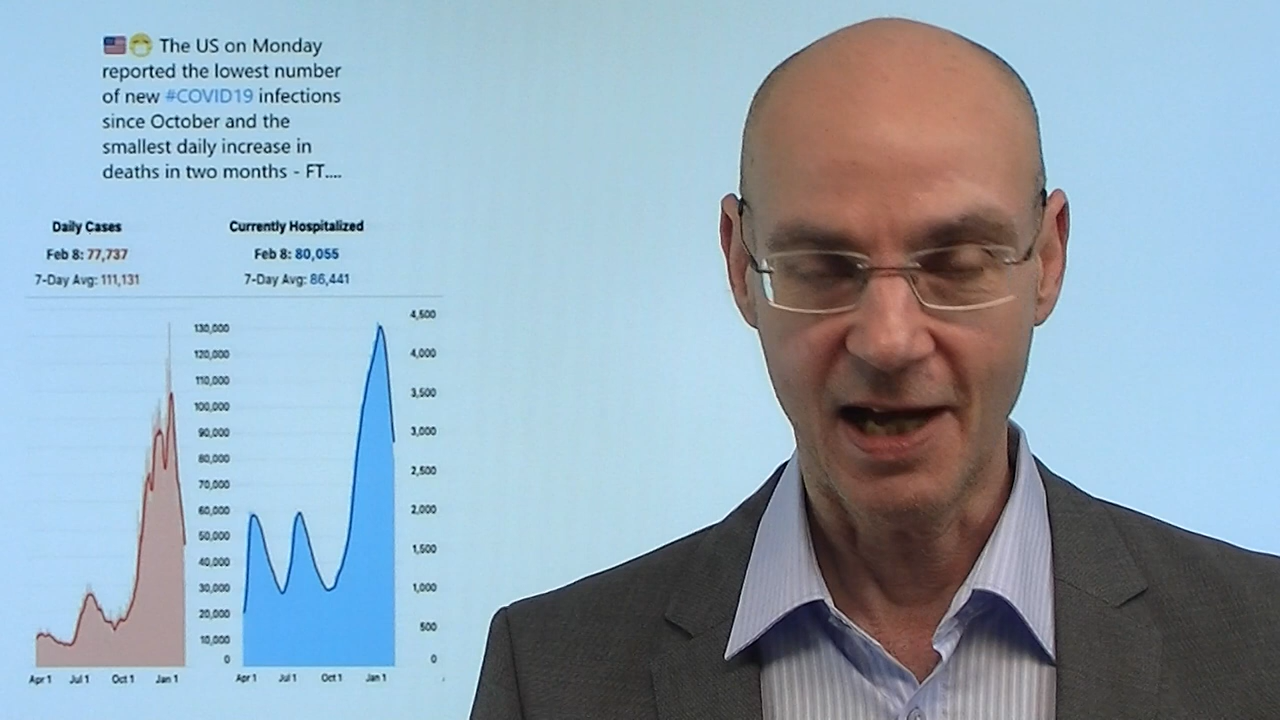 🇺🇸😷 The US on Monday
reported the lowest number
of new #COVID19 infections
since October and the
smallest daily increase in
deaths in two months - FT....
Daily Cases
Feb 8: 77,737
7-Day Avg: 111,131
Currently Hospitalized
Feb 8: 80,055
7-Day Avg: 86,441
130,000
120,000
110,000
100,000
90,000
80,000
70,000
60,000
50,000
40,000
30,000
20,000
10,000
0
Apr 1 Jul 1 Oct 1 Jan 1
4,500
4,000
3,500
3,000
2,500
2,000
1,500
1,000
500
0
Apr 1 Jul 1 Oct 1 Jan 1